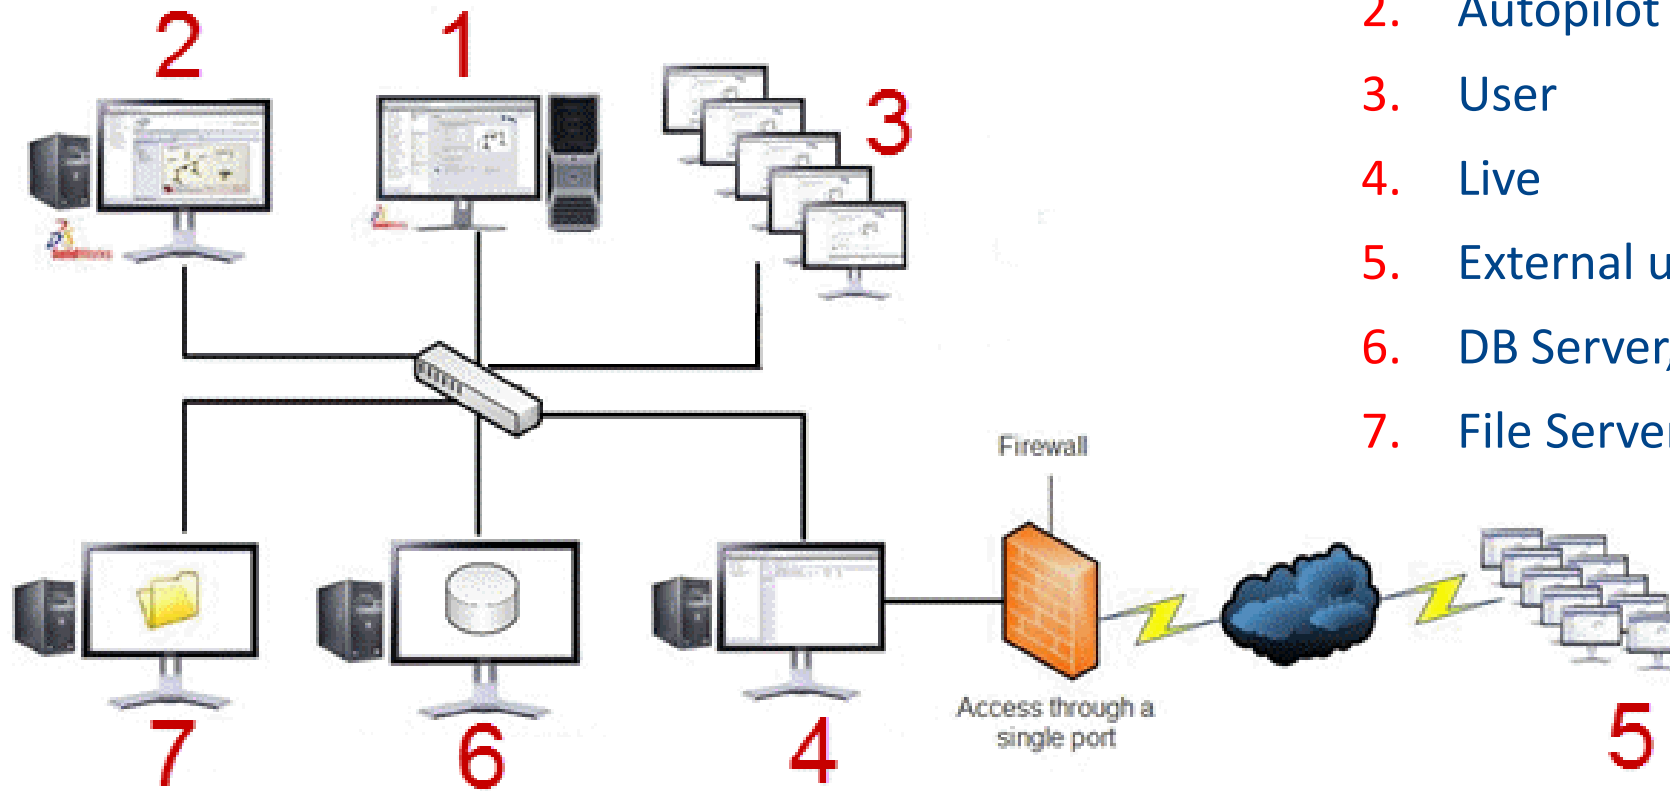 2
1
3
2. Autopilot
3. User
4. Live
5. External u
6. DB Server,
7. File Server
Firewall
Access through a
single port
7
6
4
5